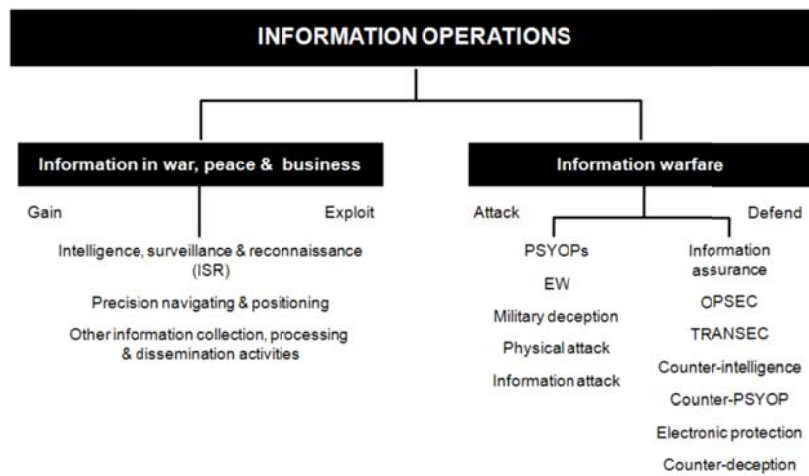 INFORMATION OPERATIONS
Information in war, peace & business
Information warfare
Gain
Exploit
Attack
Defend
Intelligence, surveillance & reconnaissance
(ISR)
Precision navigating & positioning
Other information collection, processing
& dissemination activities
PSYOPs
EW
Military deception
Physical attack
Information attack
Information
assurance
OPSEC
TRANSEC
Counter-intelligence
Counter-PSYOP
Electronic protection
Counter-deception